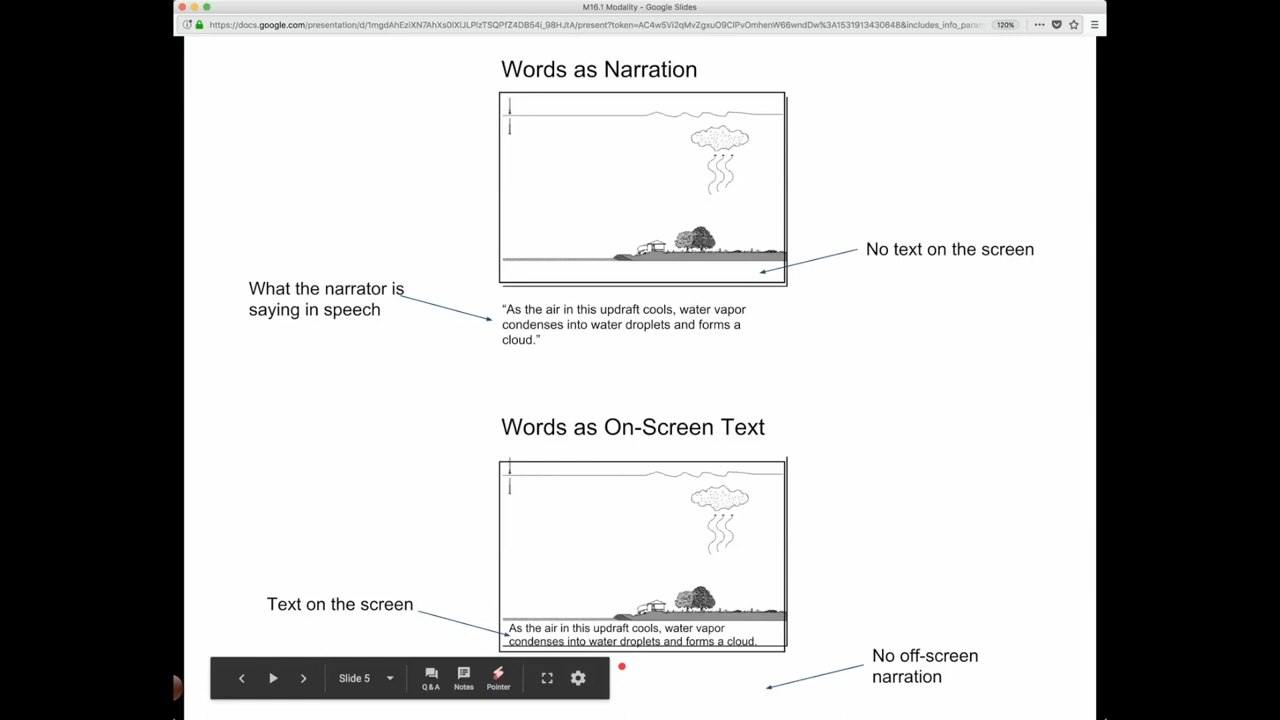 M16.1 Modality - Google Slides
120%
Words as Narration
No text on the screen
What the narrator is
saying in speech
“As the air in this updraft cools, water vapor
condenses into water droplets and forms a
cloud.”
Words as On-Screen Text
Text on the screen
As the air in this updraft cools, water vapor
condenses into water droplets and forms a cloud.
No off-screen
narration
Slide 5
Q & A
Notes
Pointer